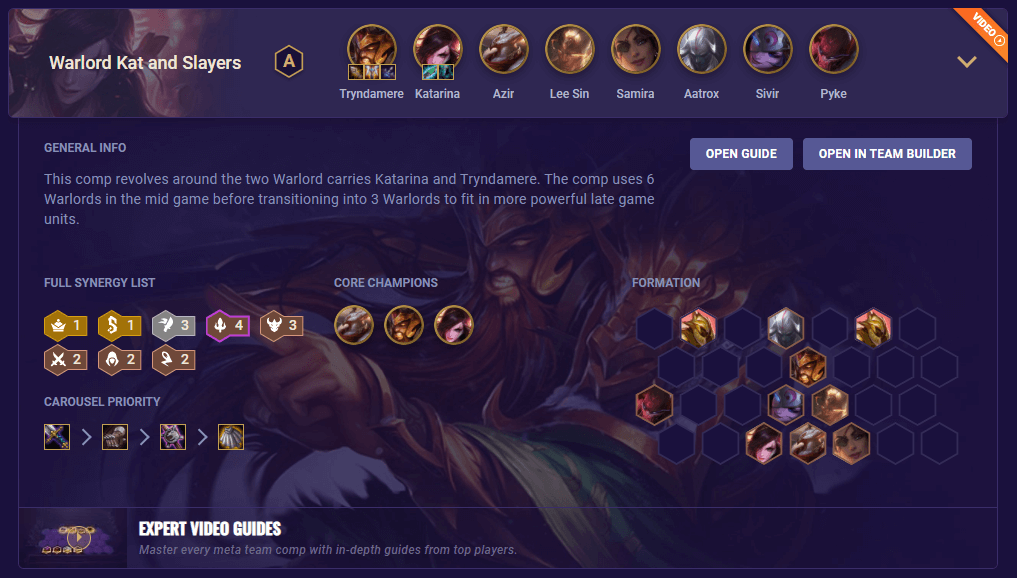 Warlord Kat and Slayers
A
Tryndamere Katarina Azir Lee Sin Samira Aatrox Sivir Pyke
VIDEO
GENERAL INFO
OPEN GUIDE
OPEN IN TEAM BUILDER
This comp revolves around the two Warlord carries Katarina and Tryndamere. The comp uses 6
Warlords in the mid game before transitioning into 3 Warlords to fit in more powerful late game
units.
FULL SYNERGY LIST
1 1 3 4 3
2 2 2
CORE CHAMPIONS
FORMATION
CAROUSEL PRIORITY
EXPERT VIDEO GUIDES
Master every meta team comp with in-depth guides from top players.